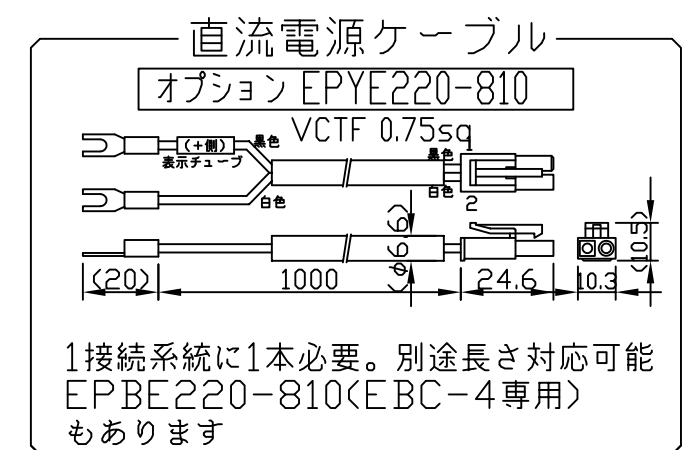 直流電源ケーブル
オプション EPYE220-810
VCTF 0.75sq
(+側)
黒色
表示チューブ
黒色
1
白色
白色
2
(φ6.6)
(10.5)
(20)
1000
24.6
10.3
1接続系統に1本必要。別途長さ対応可能
EPBE220-810(EBC-4専用)
もあります